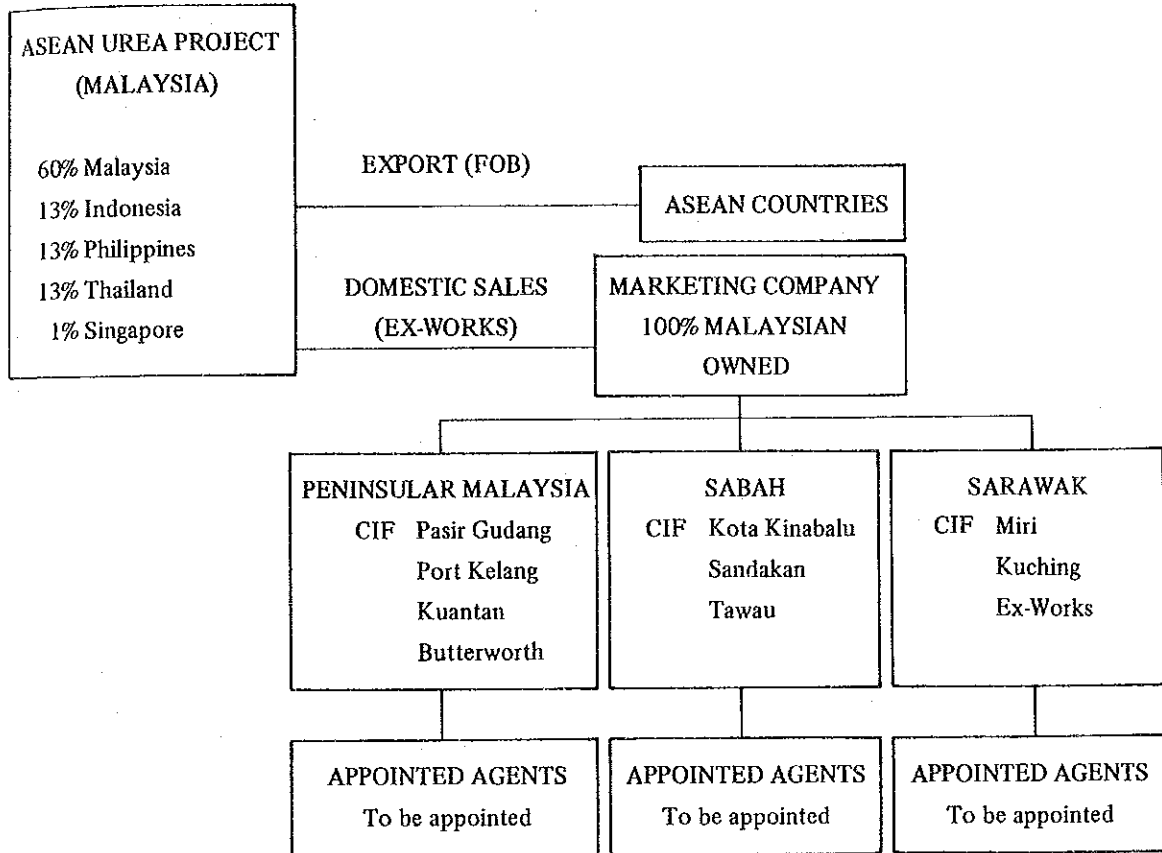 ASEAN UREA PROJECT
(MALAYSIA)
60% Malaysia
13% Indonesia
13% Philippines
13% Thailand
1% Singapore
EXPORT (FOB)
ASEAN COUNTRIES
DOMESTIC SALES
(EX-WORKS)
MARKETING COMPANY
100% MALAYSIAN
OWNED
PENINSULAR MALAYSIA
CIF Pasir Gudang
Port Kelang
Kuantan
Butterworth
SABAH
CIF Kota Kinabalu
Sandakan
Tawau
SARAWAK
CIF Miri
Kuching
Ex-Works
APPOINTED AGENTS
To be appointed
APPOINTED AGENTS
To be appointed
APPOINTED AGENTS
To be appointed